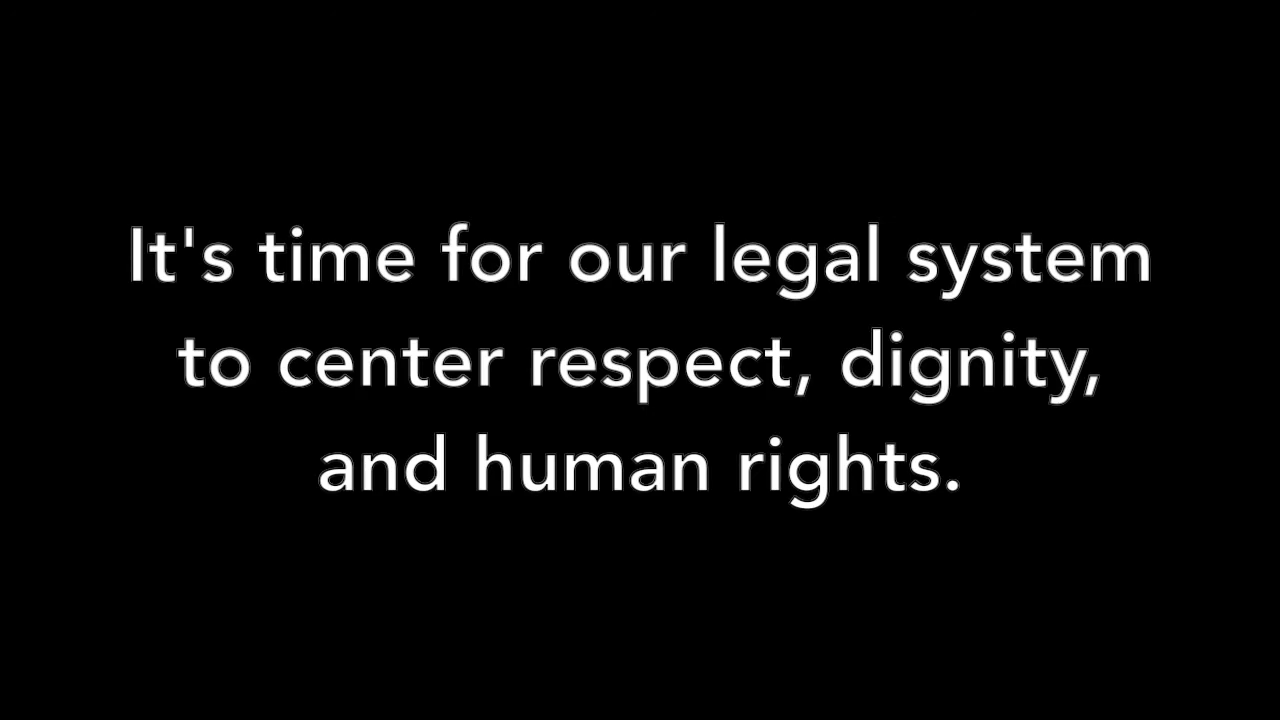 It's time for our legal system
to center respect, dignity,
and human rights.